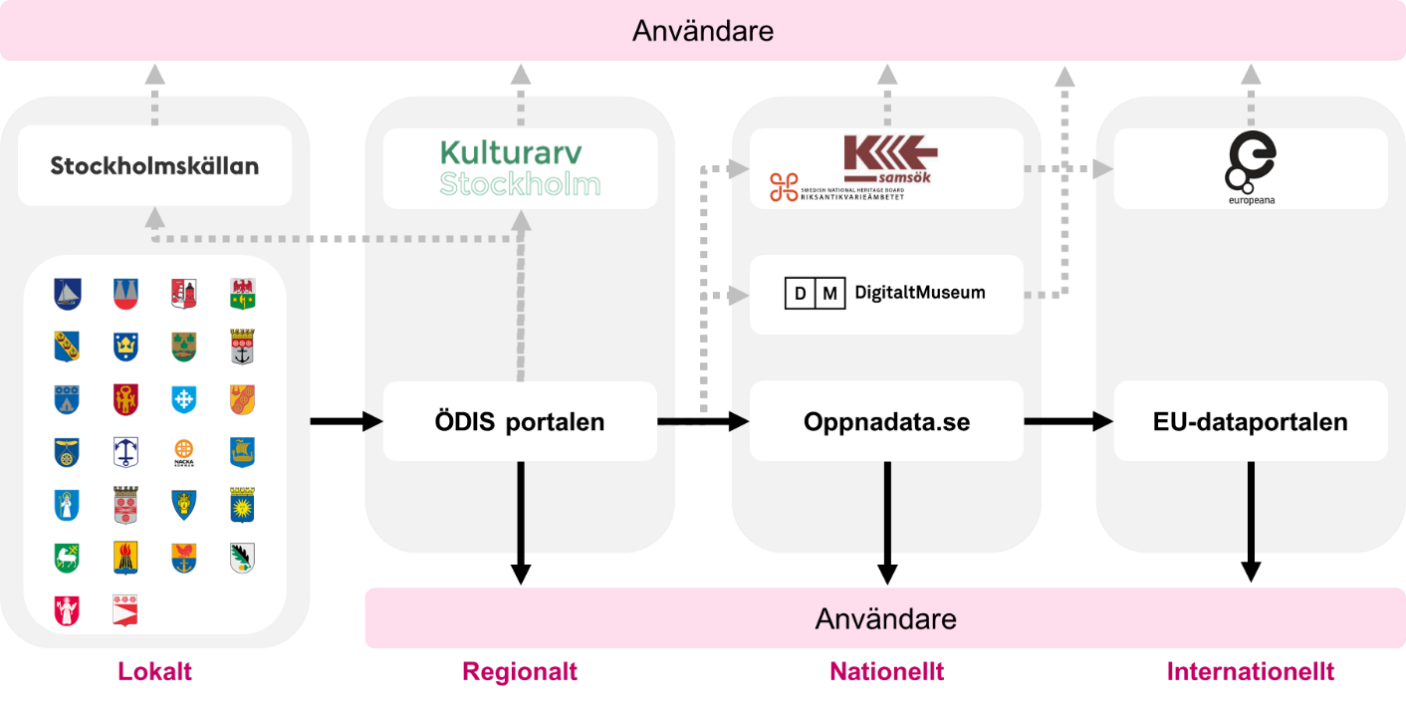 Användare
Stockholmskällan
Kulturarv
Stockholm
K
samsök
SWEDISH NATIONAL HERITAGE BOARD
RIKSANTIKVARIEÄMBETET
europeana
D M DigitaltMuseum
ÖDIS portalen
Oppnadata.se
EU-dataportalen
NACKA
KOMMUN
Användare
Lokalt
Regionalt
Nationellt
Internationellt